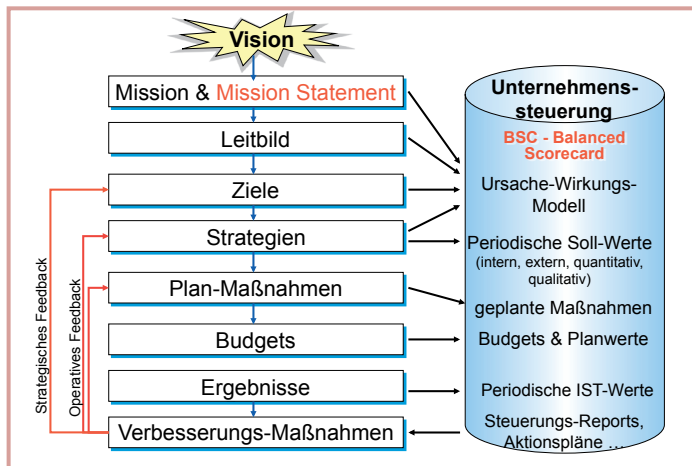 Vision
Mission & Mission Statement
Leitbild
Ziele
Strategien
Plan-Maßnahmen
Budgets
Ergebnisse
Verbesserungs-Maßnahmen
Strategisches Feedback
Operatives Feedback
Unternehmens-
steuerung
BSC - Balanced
Scorecard
Ursache-Wirkungs-
Modell
Periodische Soll-Werte
(intern, extern, quantitativ,
qualitativ)
geplante Maßnahmen
Budgets & Planwerte
Periodische IST-Werte
Steuerungs-Reports,
Aktionspläne ...